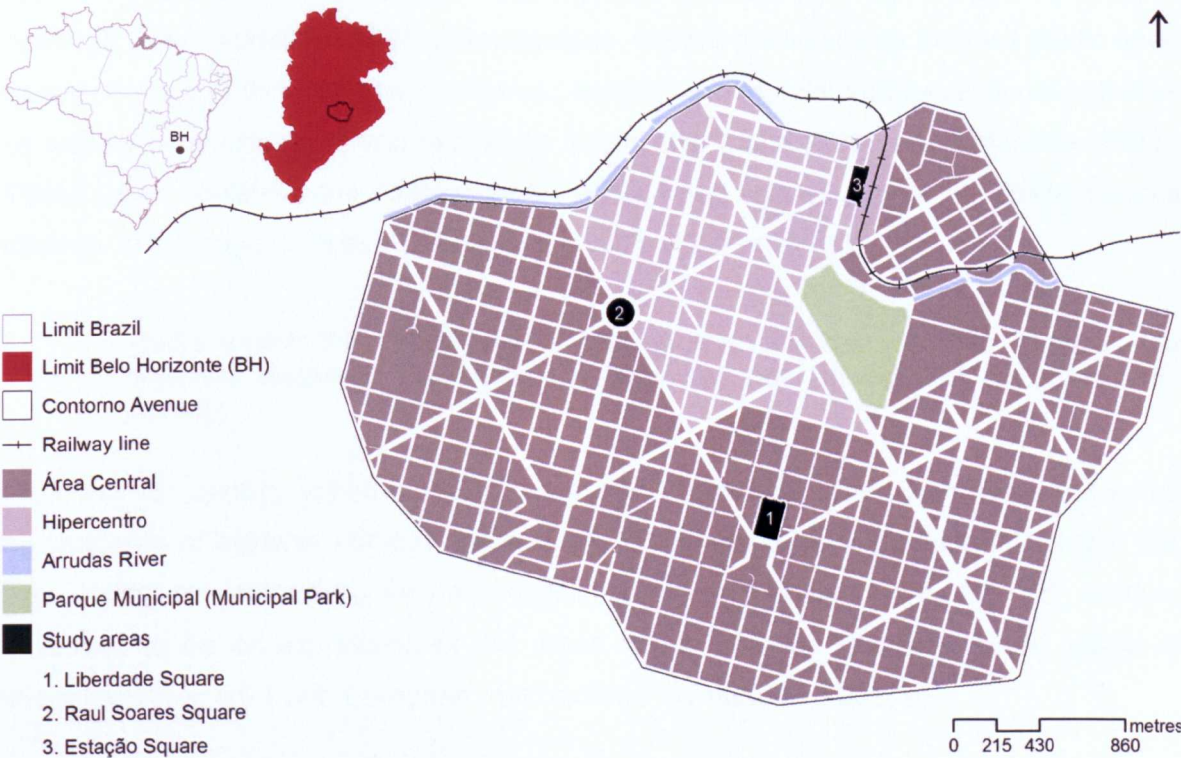 BH
3
2
1
Limit Brazil
Limit Belo Horizonte (BH)
Contorno Avenue
Railway line
Área Central
Hipercentro
Arrudas River
Parque Municipal (Municipal Park)
Study areas
1. Liberdade Square
2. Raul Soares Square
3. Estação Square
metres
0 215 430 860